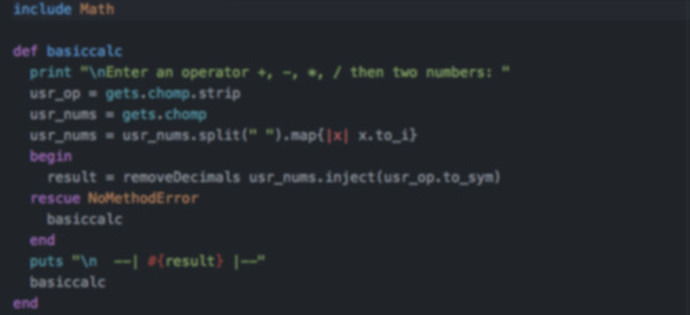 include Math
def basiccalc
print "\nEnter an operator +, -, *, / then two numbers: "
usr_op = gets.chomp.strip
usr_nums = gets.chomp
usr_nums = usr_nums.split(" ").map{|x| x.to_i}
begin
result = removeDecimals usr_nums.inject(usr_op.to_sym)
rescue NoMethodError
basiccalc
end
puts "\n  --| #{result} |--"
basiccalc
end